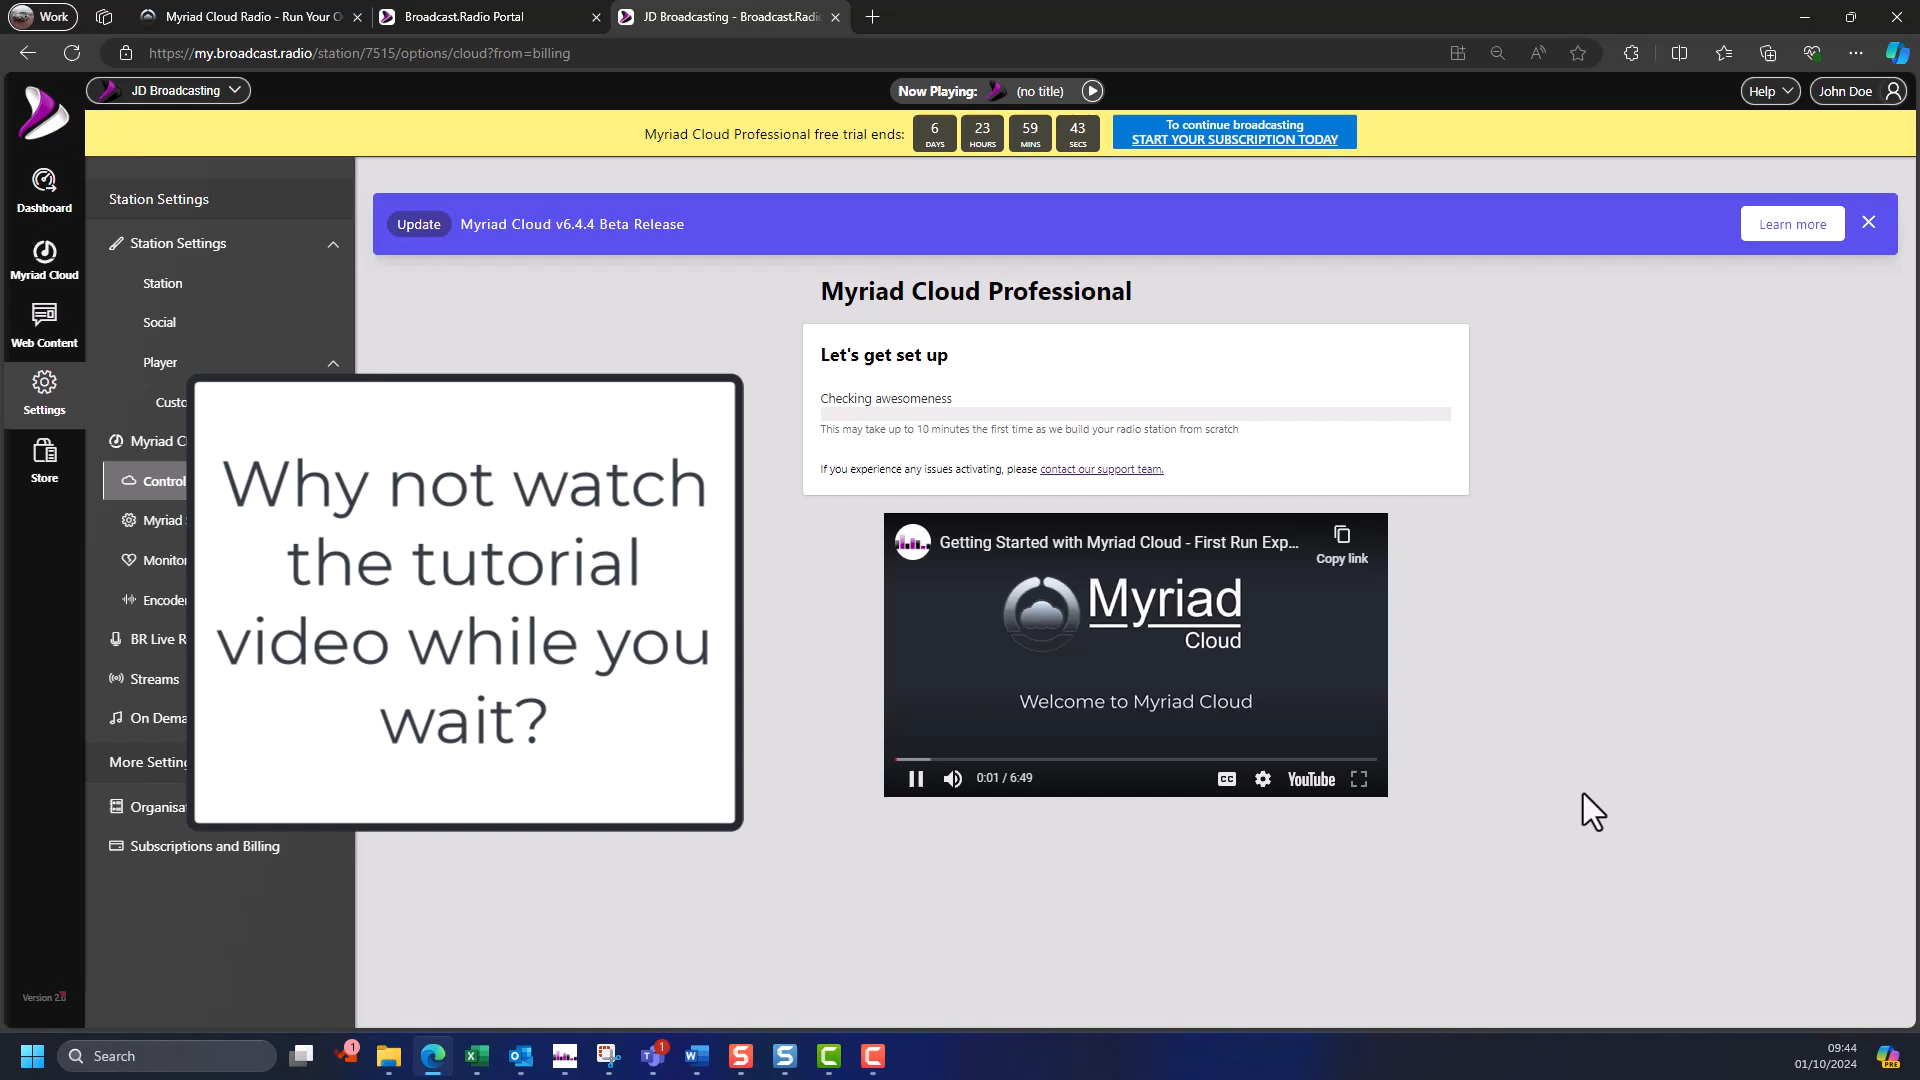 Work
Myriad Cloud Radio - Run Your O
Broadcast.Radio Portal
JD Broadcasting - Broadcast.Radio
https://my.broadcast.radio/station/7515/options/cloud?from=billing
JD Broadcasting
Now Playing:
(no title)
Help
John Doe
Myriad Cloud Professional free trial ends:
6
DAYS
23
HOURS
59
MINS
43
SECS
To continue broadcasting
START YOUR SUBSCRIPTION TODAY
Dashboard
Myriad Cloud
Web Content
Settings
Store
Version 2.
Station Settings
Station Settings
Station
Social
Player
Custo
Myriad C
Control
Myriad
Monitor
Encoder
BR Live R
Streams
On Dema
More Setting
Organisa
Subscriptions and Billing
Update
Myriad Cloud v6.4.4 Beta Release
Learn more
Myriad Cloud Professional
Let's get set up
Checking awesomeness
This may take up to 10 minutes the first time as we build your radio station from scratch
If you experience any issues activating, please contact our support team.
Why not watch
the tutorial
video while you
wait?
Getting Started with Myriad Cloud - First Run Exp...
Copy link
Myriad
Cloud
Welcome to Myriad Cloud
0:01 / 6:49
CC
YouTube
Search
1
1
09:44
01/10/2024
PRE